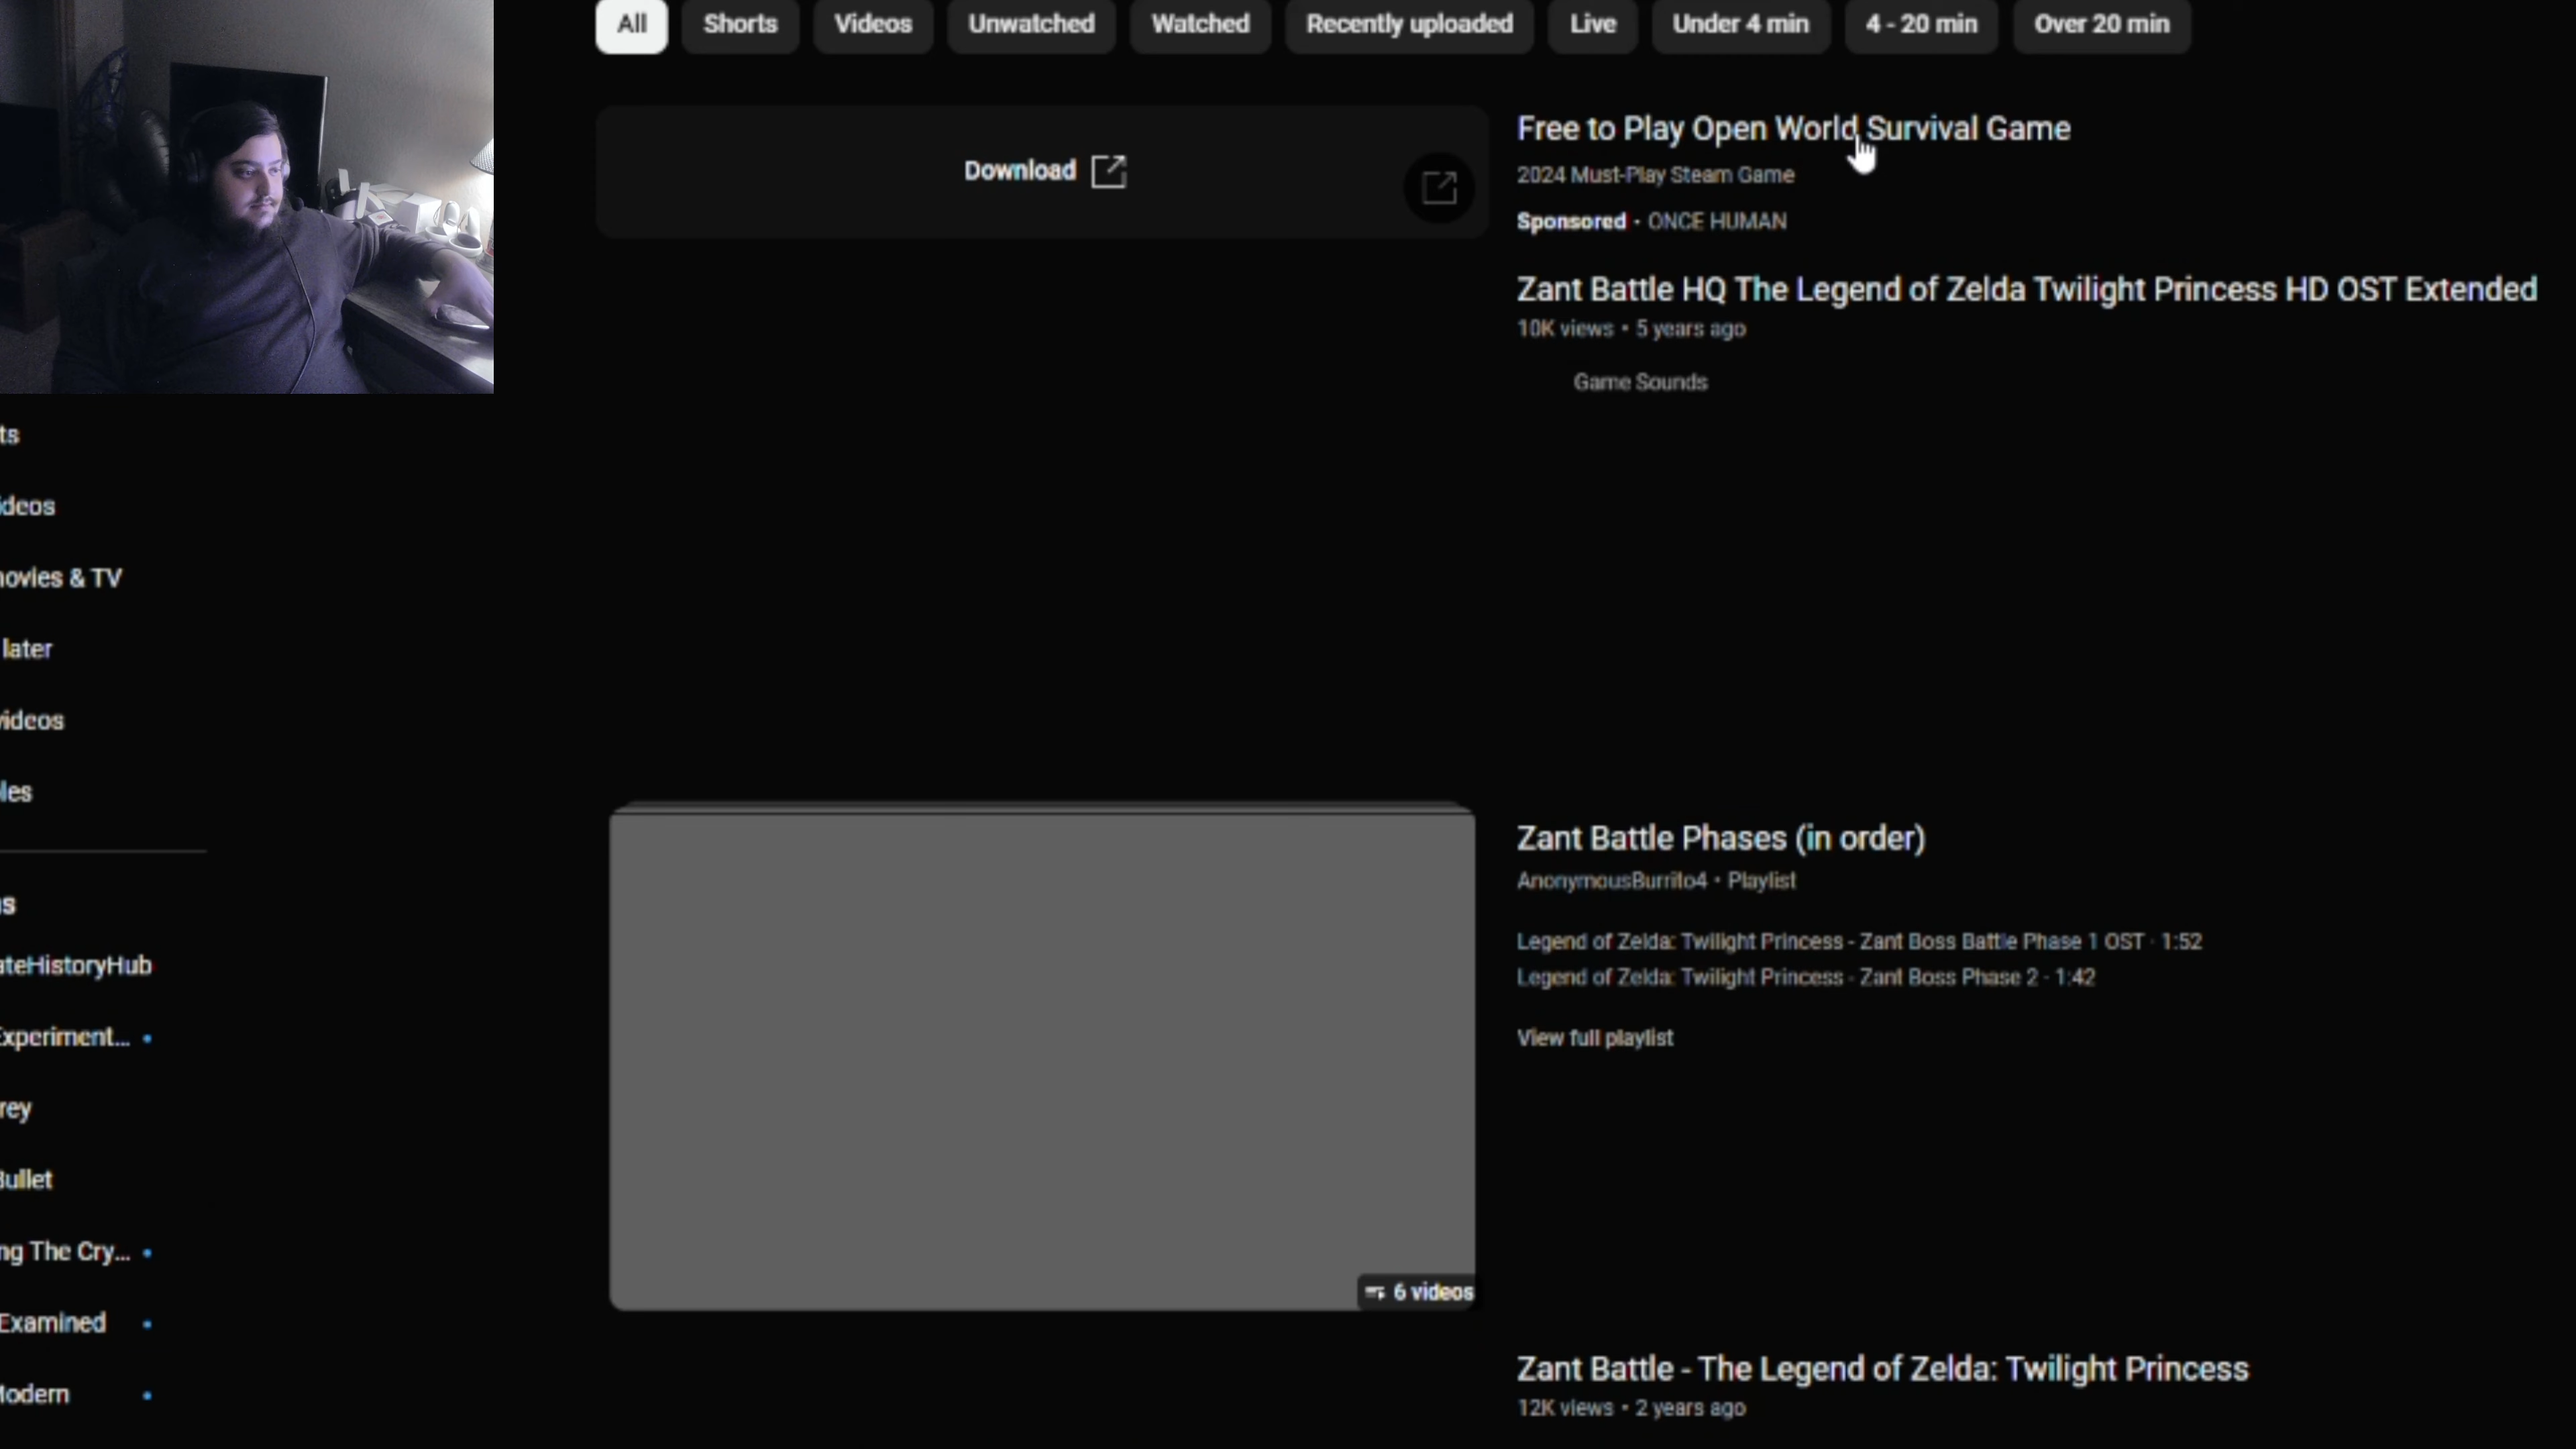 All
Shorts
Videos
Unwatched
Watched
Recently uploaded
Live
Under 4 min
4 - 20 min
Over 20 min
Download
Free to Play Open World Survival Game
2024 Must-Play Steam Game
Sponsored · ONCE HUMAN
Zant Battle HQ The Legend of Zelda Twilight Princess HD OST Extended
10K views • 5 years ago
Game Sounds
ts
ideos
ovies & TV
later
videos
les
Zant Battle Phases (in order)
AnonymousBurrito4 • Playlist
Legend of Zelda: Twilight Princess - Zant Boss Battle Phase 1 OST · 1:52
Legend of Zelda: Twilight Princess - Zant Boss Phase 2 · 1:42
View full playlist
6 videos
s
ateHistoryHub
Experiment...
rey
Bullet
ng The Cry...
Examined
Modern
Zant Battle - The Legend of Zelda: Twilight Princess
12K views • 2 years ago